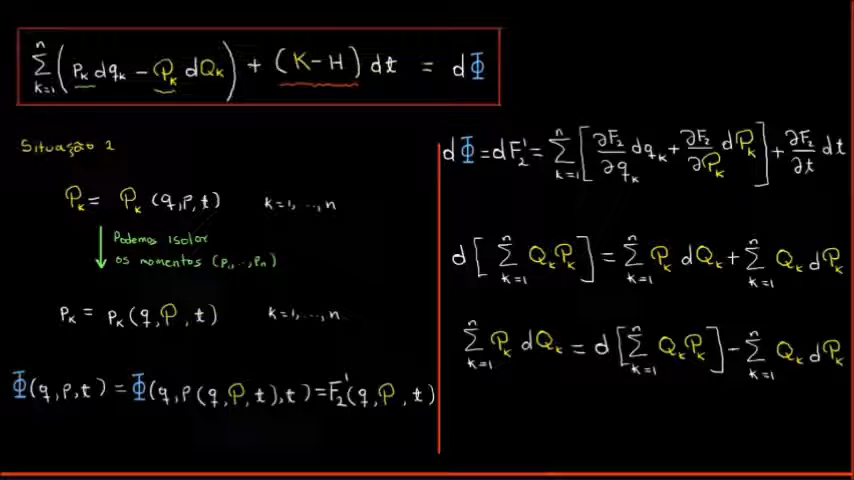 ∑_{k=1}^{n} (p_k dq_k − P_k dQ_k) + (K − H) dt = dΦ
Situação 2
P_k = P_k (q, p, t) k = 1, ..., n
Podemos isolar
os momentos (p_1, ..., p_n)
p_k = p_k (q, P, t) k = 1, ..., n
Φ(q, p, t) = Φ(q, p (q, P, t), t) = F_2' (q, P, t)
dΦ = dF_2' = ∑_{k=1}^{n} [∂F_2'/∂q_k dq_k + ∂F_2'/∂P_k dP_k] + ∂F_2'/∂t dt
d[∑_{k=1}^{n} Q_k P_k] = ∑_{k=1}^{n} P_k dQ_k + ∑_{k=1}^{n} Q_k dP_k
∑_{k=1}^{n} P_k dQ_k = d[∑_{k=1}^{n} Q_k P_k] − ∑_{k=1}^{n} Q_k dP_k